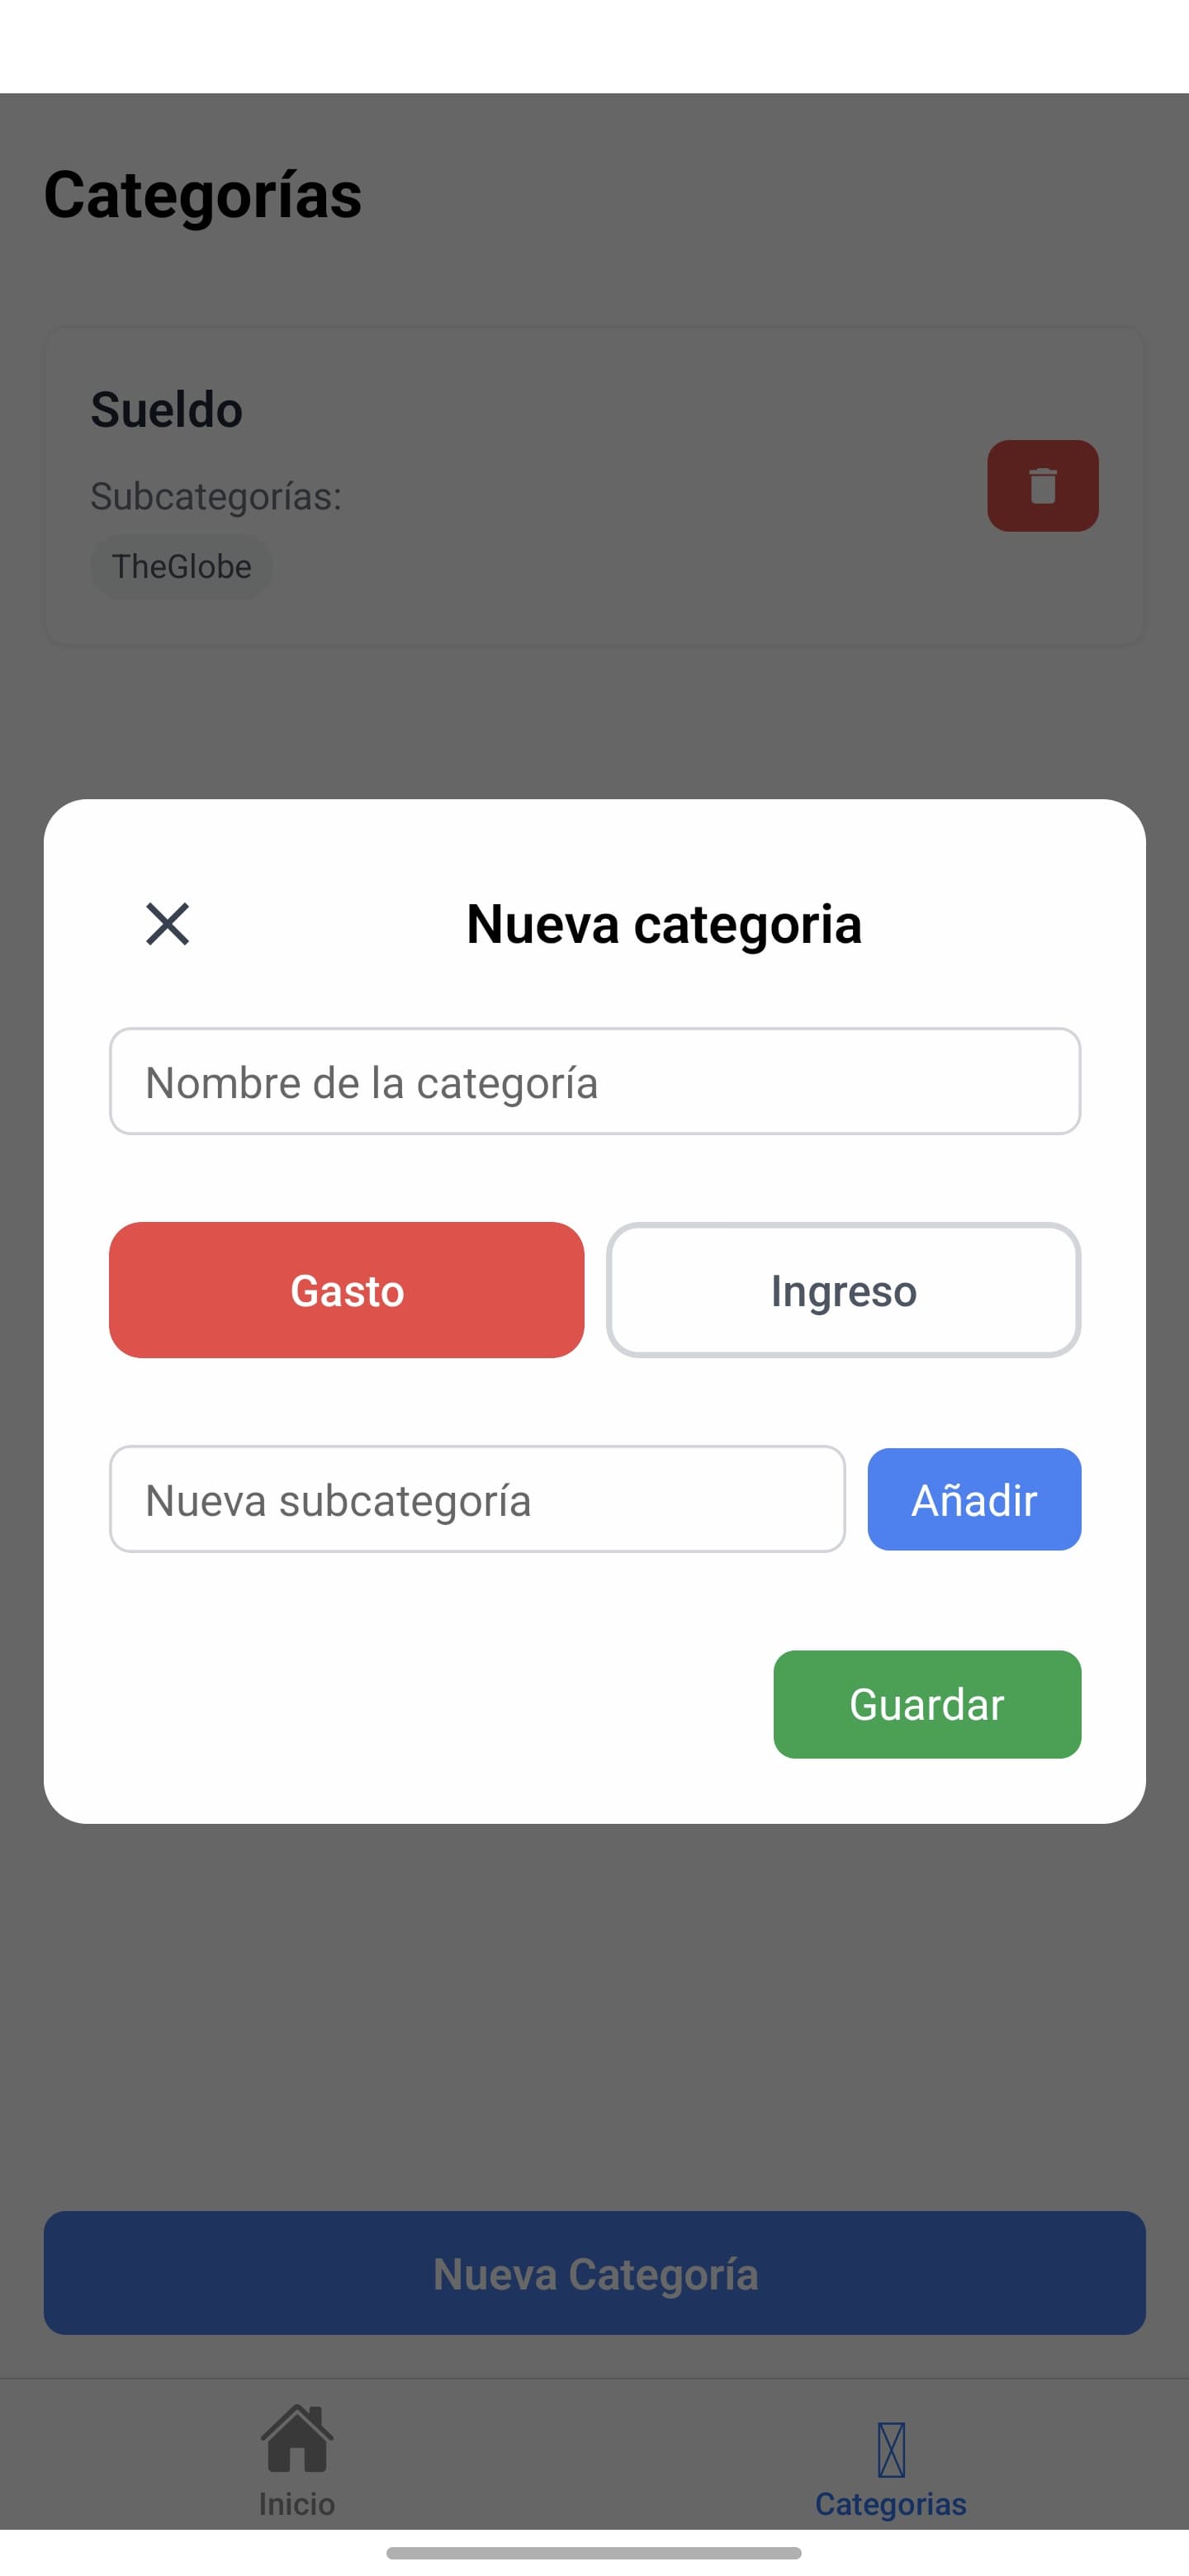 Categorías
Sueldo
Subcategorías:
TheGlobe
Nueva categoria
Nombre de la categoría
Gasto
Ingreso
Nueva subcategoría
Añadir
Guardar
Nueva Categoría
Inicio
Categorias